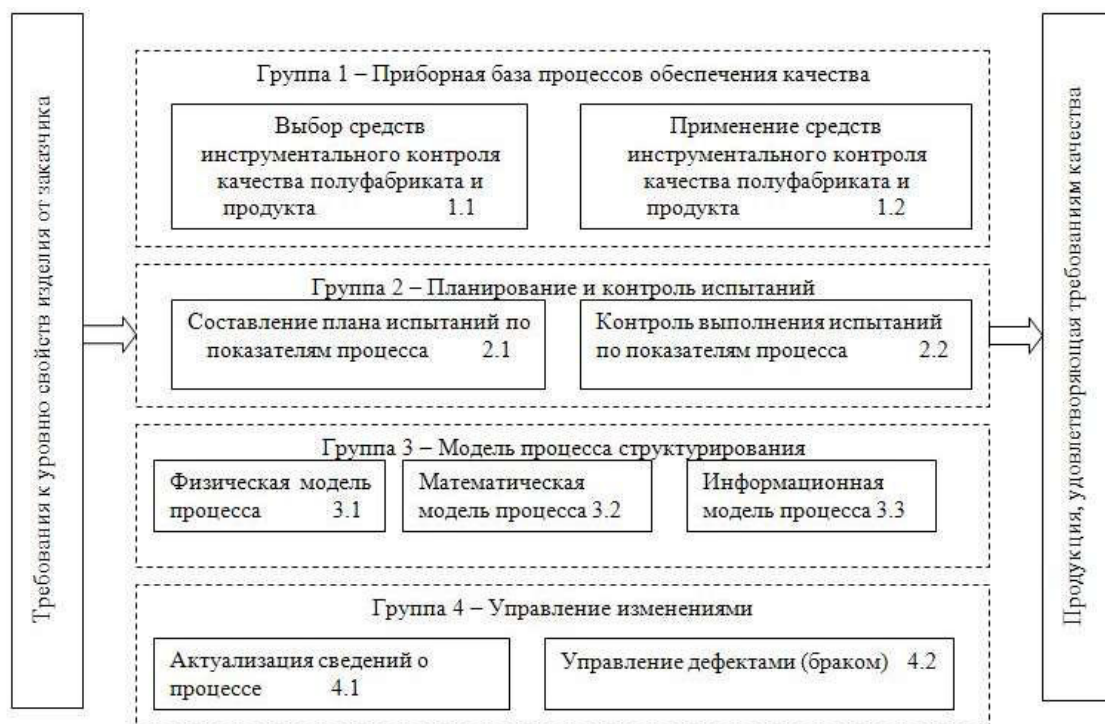 Требования к уровню свойств изделия от заказчика
Группа 1 – Приборная база процессов обеспечения качества
Выбор средств
инструментального контроля
качества полуфабриката и
продукта 1.1
Применение средств
инструментального контроля
качества полуфабриката и
продукта 1.2
Группа 2 – Планирование и контроль испытаний
Составление плана испытаний по
показателям процесса 2.1
Контроль выполнения испытаний
по показателям процесса 2.2
Группа 3 – Модель процесса структурирования
Физическая модель
процесса 3.1
Математическая
модель процесса 3.2
Информационная
модель процесса 3.3
Группа 4 – Управление изменениями
Актуализация сведений о
процессе 4.1
Управление дефектами (браком) 4.2
Продукция, удовлетворяющая требованиям качества